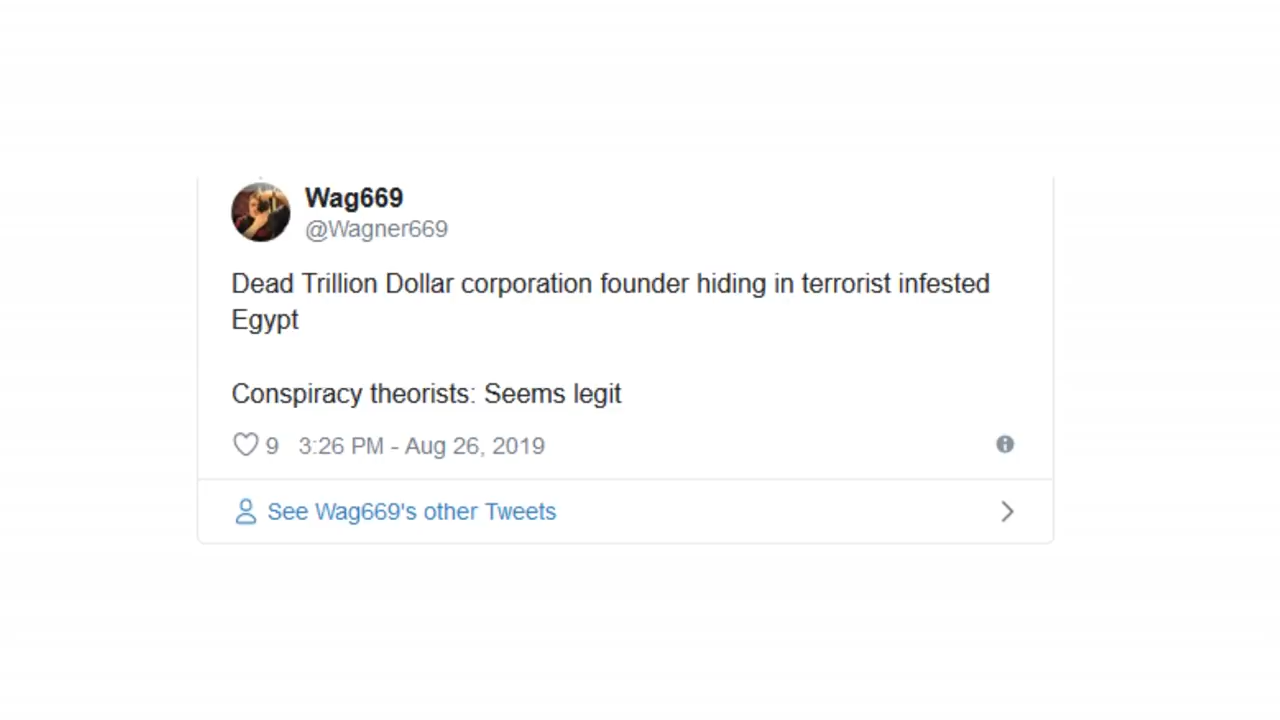 Wag669
@Wagner669
Dead Trillion Dollar corporation founder hiding in terrorist infested
Egypt
Conspiracy theorists: Seems legit
9 3:26 PM - Aug 26, 2019
See Wag669's other Tweets